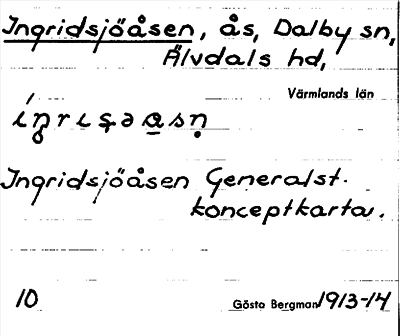 Ingridsjöåsen, ås, Dalby sn,
Älvdals hd,
Värmlands län
Ingridsjöåsen Generalst.
konceptkarta.
10 Gösta Bergman 1913-14